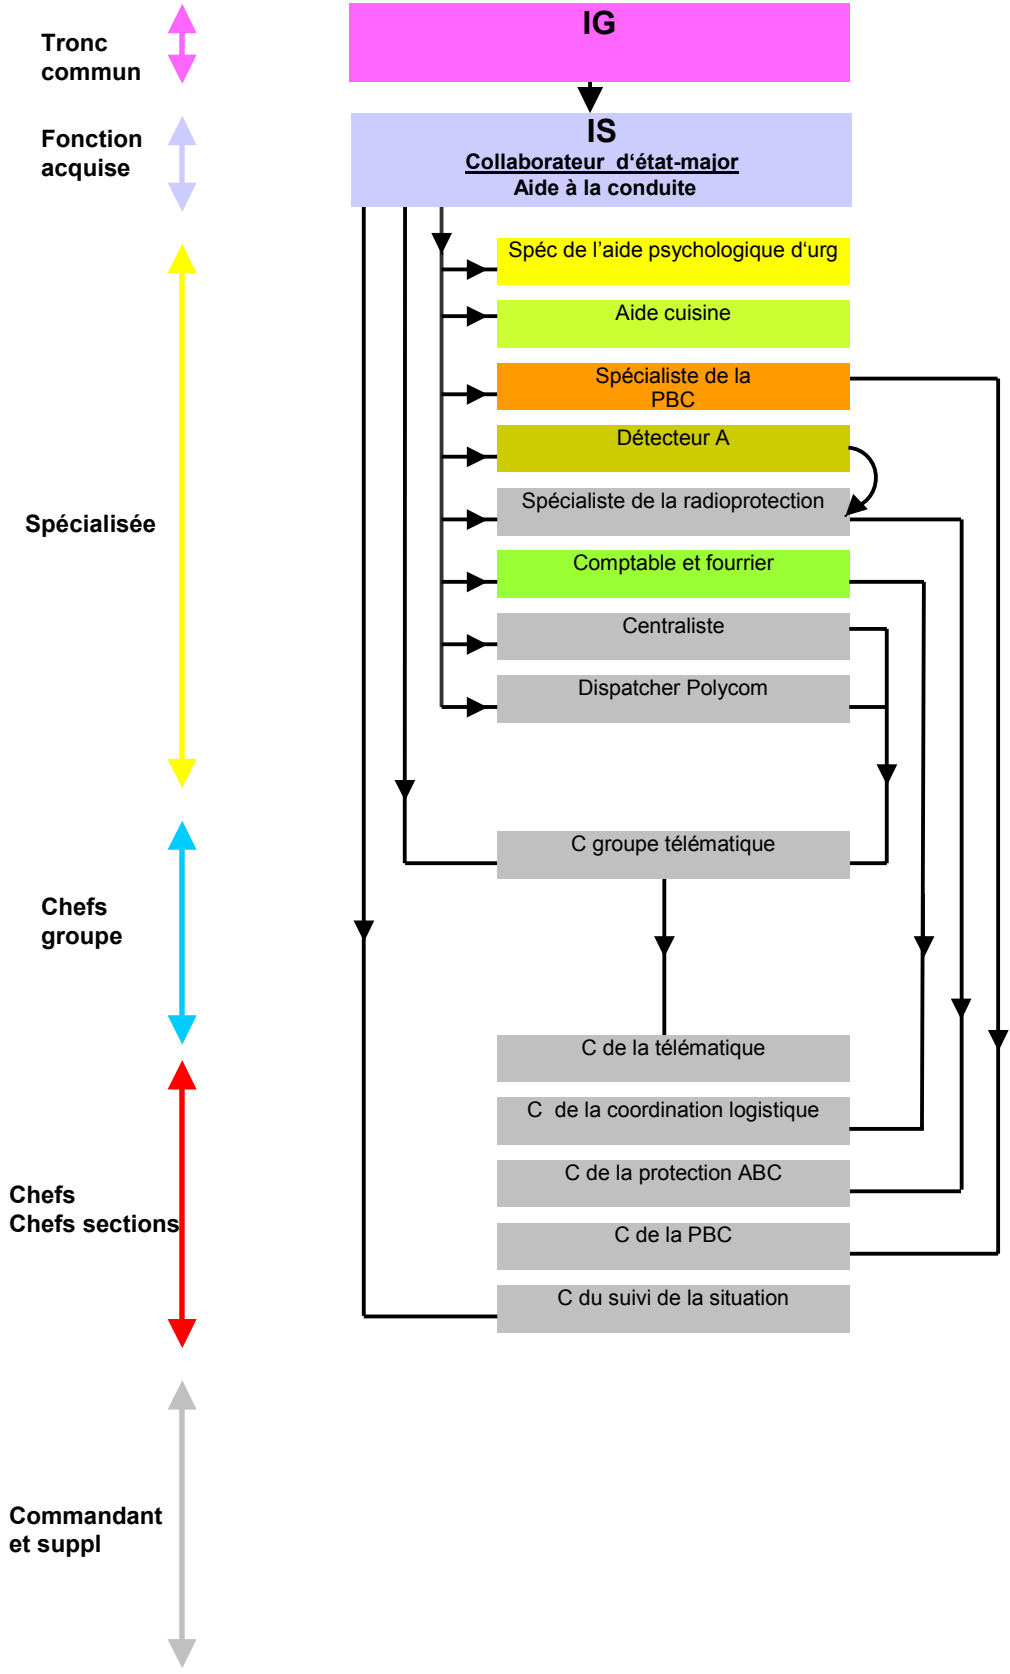 Tronc
commun
IG
Fonction
acquise
IS
Collaborateur d‘état-major
Aide à la conduite
Spécialisée
Spéc de l’aide psychologique d‘urg
Aide cuisine
Spécialiste de la
PBC
Détecteur A
Spécialiste de la radioprotection
Comptable et fourrier
Centraliste
Dispatcher Polycom
Chefs
groupe
C groupe télématique
Chefs
Chefs sections
C de la télématique
C de la coordination logistique
C de la protection ABC
C de la PBC
C du suivi de la situation
Commandant
et suppl